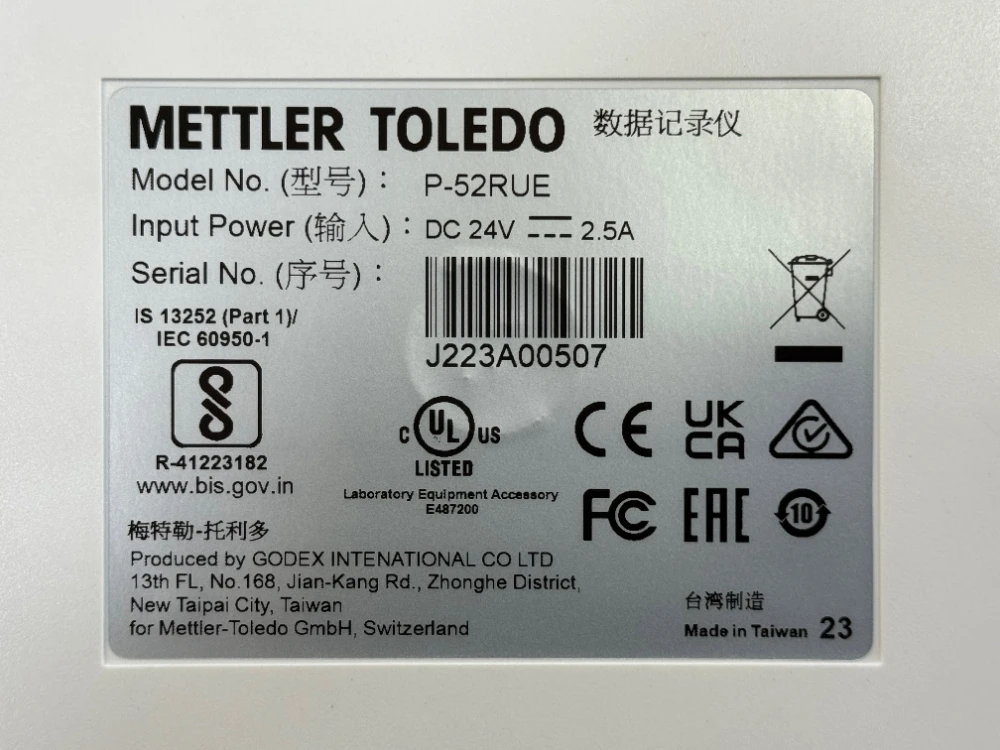 METTLER TOLEDO 数据记录仪
Model No. (型号): P-52RUE
Input Power (输入): DC 24V 2.5A
Serial No. (序号):
J223A00507
IS 13252 (Part 1)/
IEC 60950-1
R-41223182
www.bis.gov.in
C UL US
LISTED
Laboratory Equipment Accessory
E487200
CE
UK
CA
FC
EAC
10
梅特勒-托利多
Produced by GODEX INTENATIONAL CO LTD
13th FL, No.168, Jian-Kang Rd., Zhonghe District,
New Taipai City, Taiwan
for Mettler-Toledo GmbH, Switzerland
台湾制造
Made in Taiwan 23